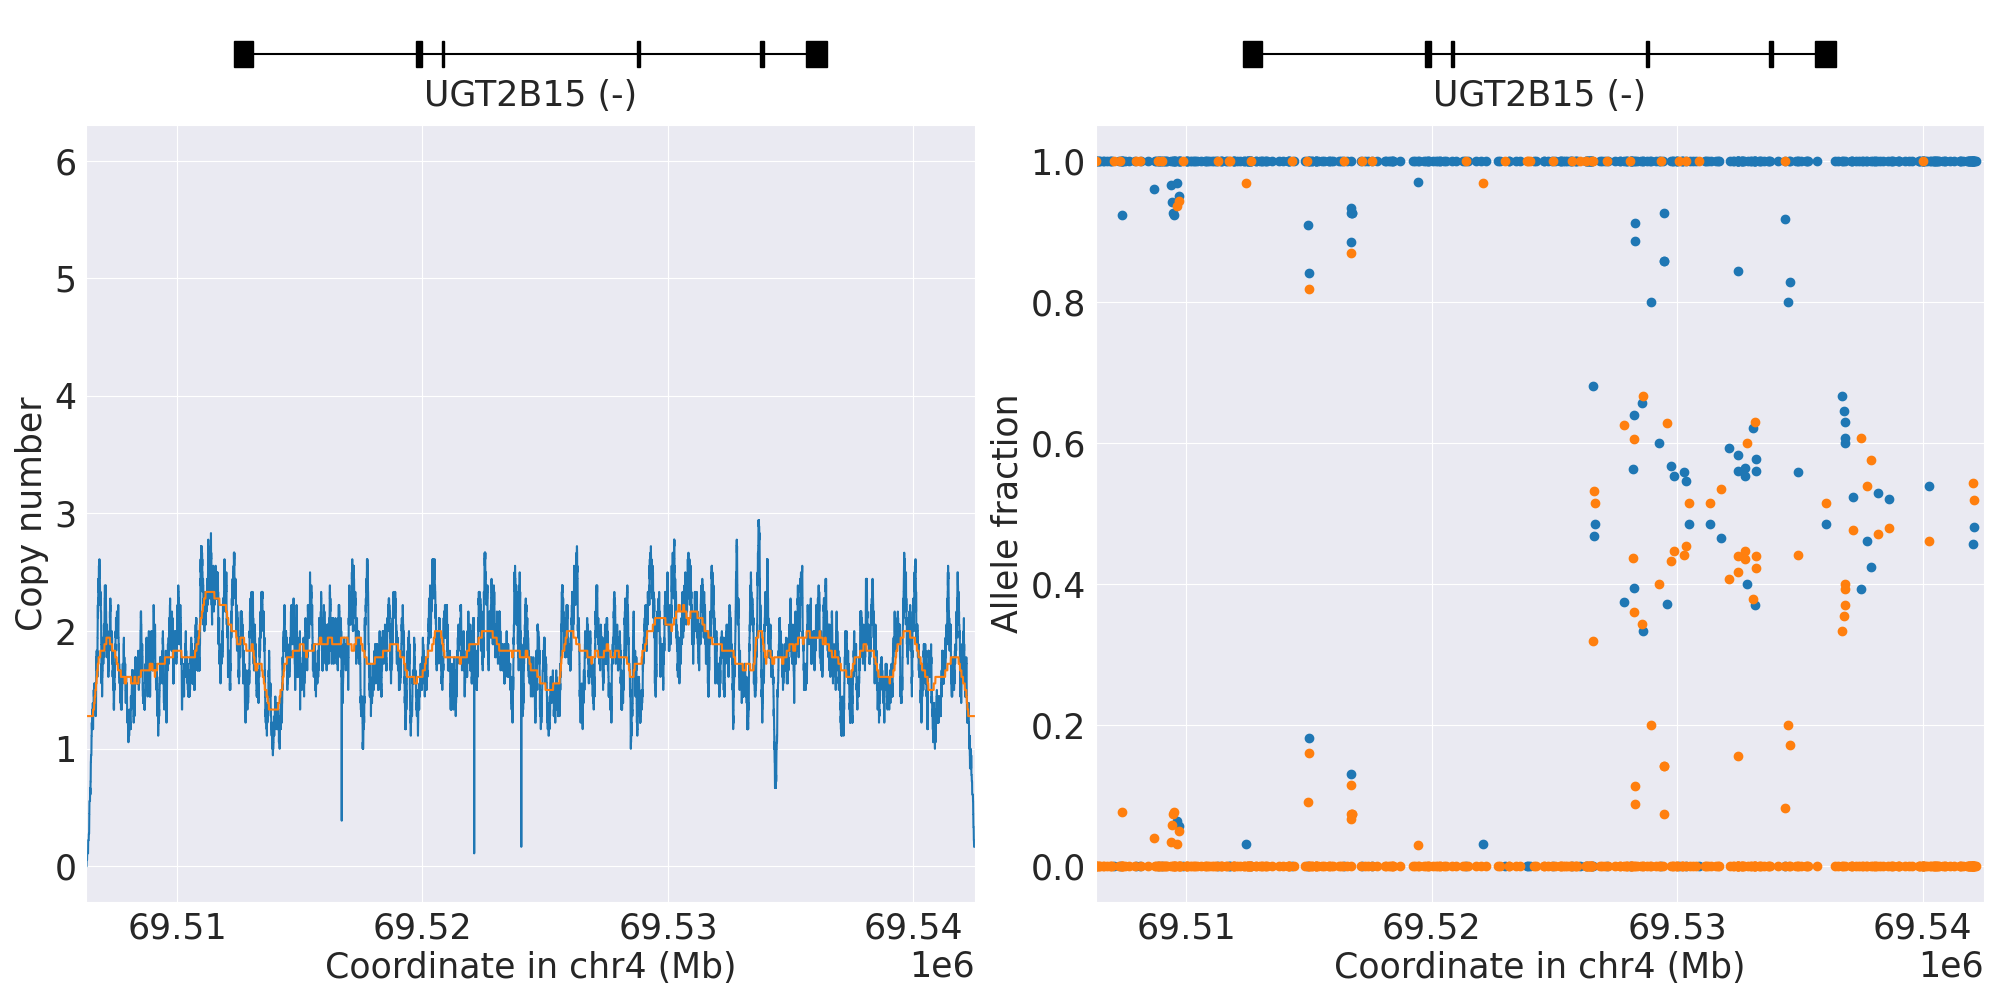 UGT2B15 (-)
UGT2B15 (-)
Copy number
6
5
4
3
2
1
0
69.51
69.52
69.53
69.54
Coordinate in chr4 (Mb)
1e6
Allele fraction
1.0
0.8
0.6
0.4
0.2
0.0
69.51
69.52
69.53
69.54
Coordinate in chr4 (Mb)
1e6